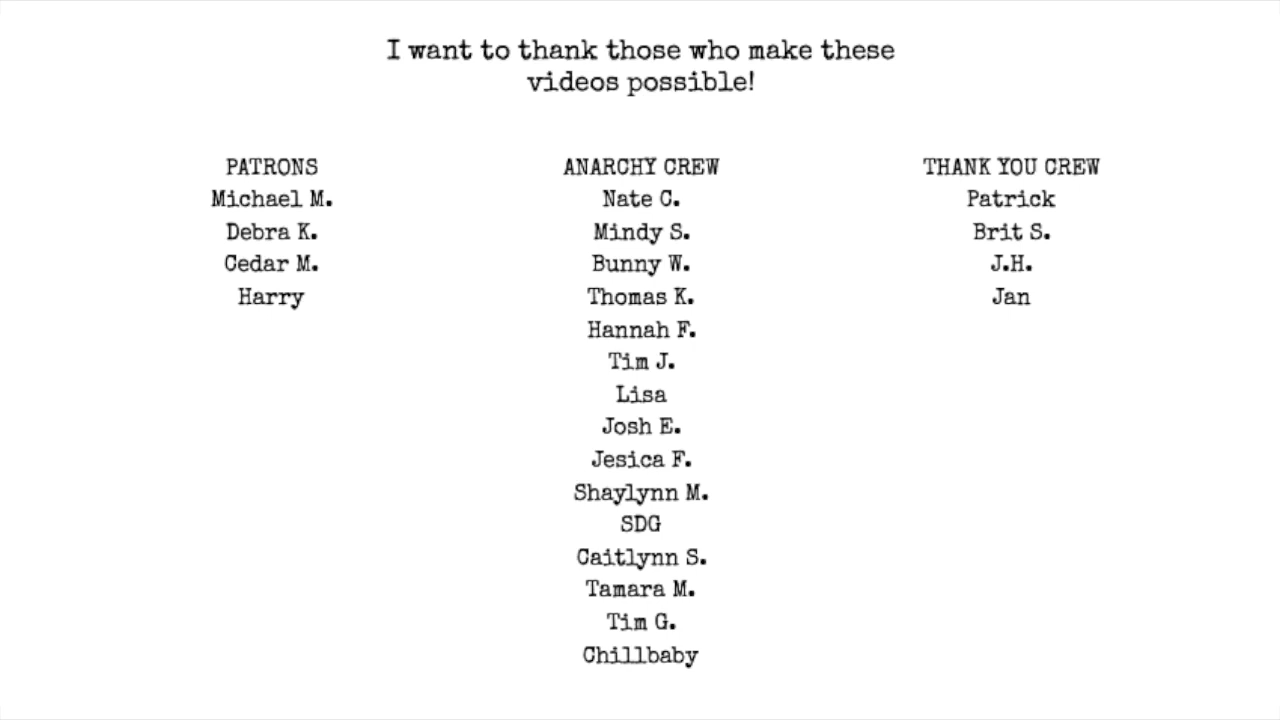 I want to thank those who make these
videos possible!
PATRONS
Michael M.
Debra K.
Cedar M.
Harry
ANARCHY CREW
Nate C.
Mindy S.
Bunny W.
Thomas K.
Hannah F.
Tim J.
Lisa
Josh E.
Jesica F.
Shaylynn M.
SDG
Caitlynn S.
Tamara M.
Tim G.
Chillbaby
THANK YOU CREW
Patrick
Brit S.
J.H.
Jan